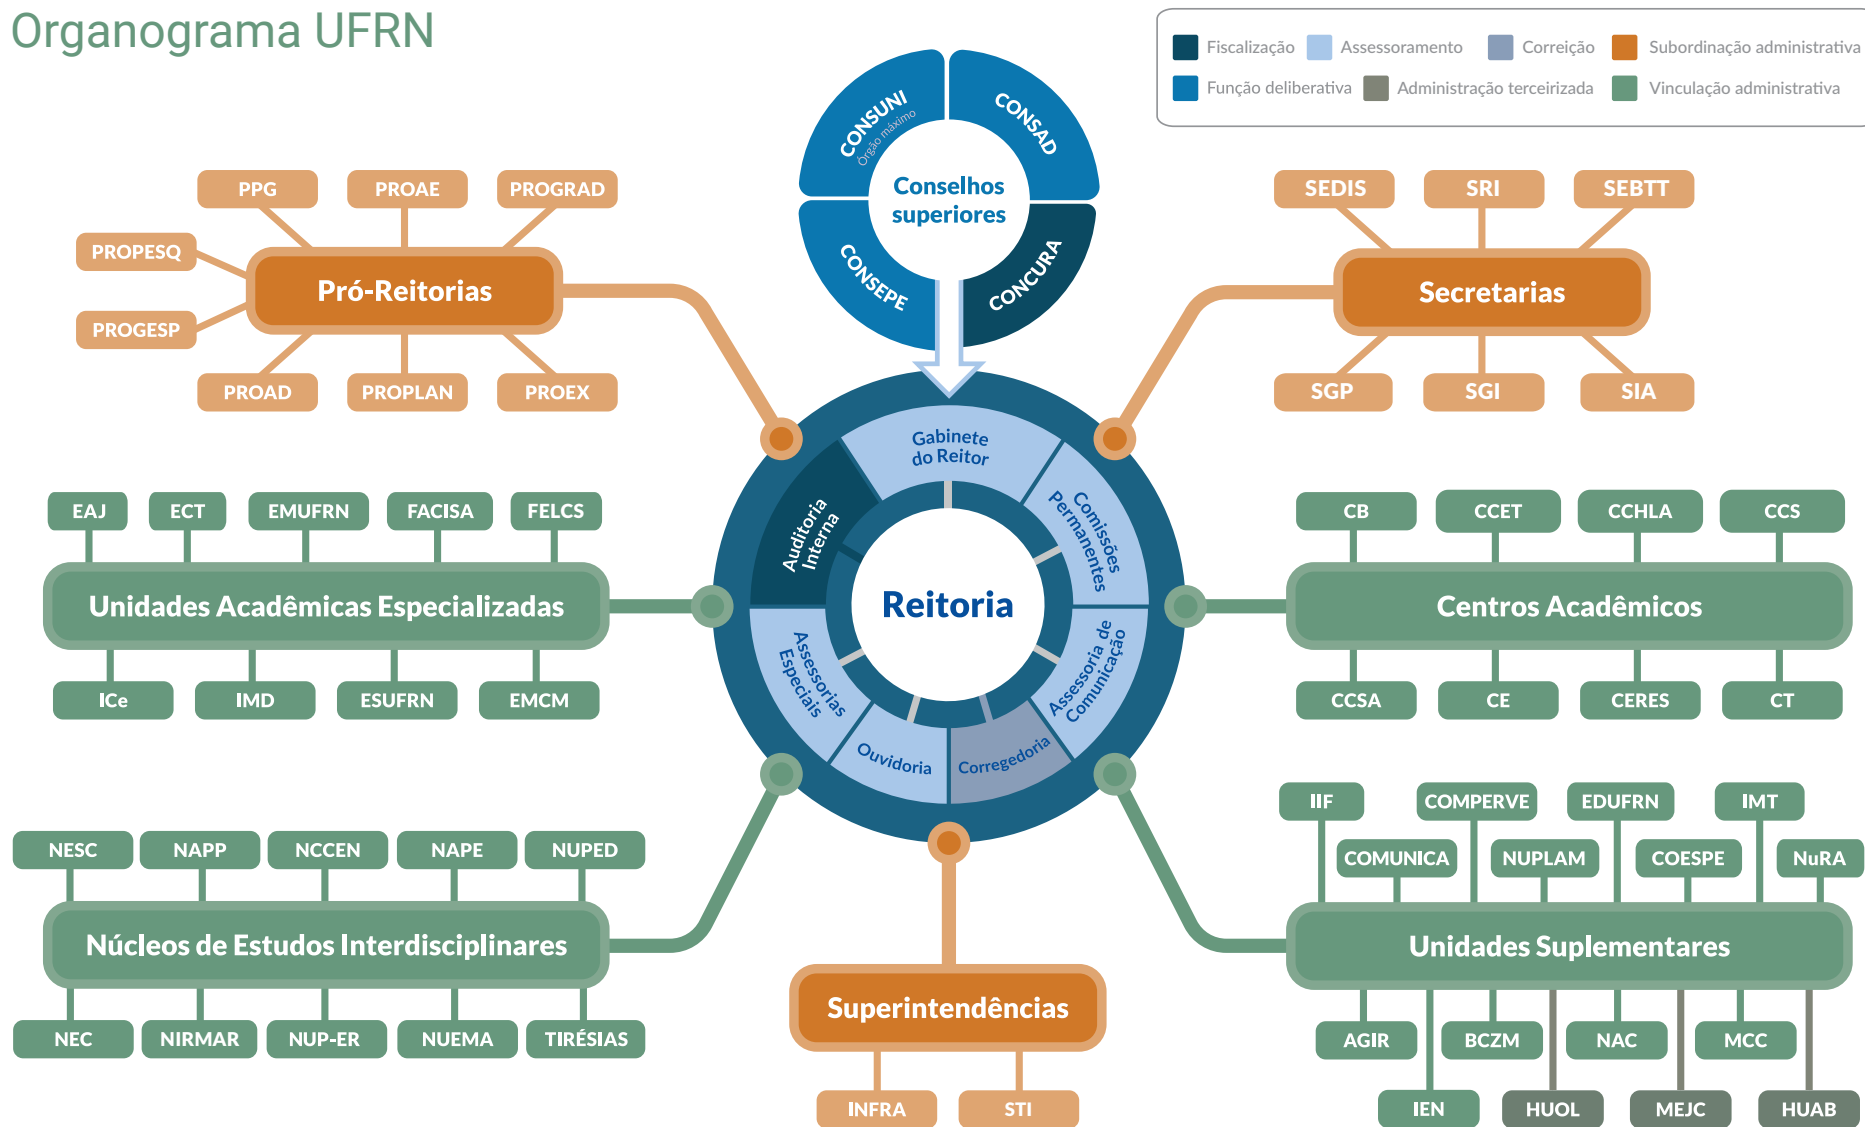 Organograma UFRN
Fiscalização
Assessoramento
Correição
Subordinação administrativa
Função deliberativa
Administração terceirizada
Vinculação administrativa
CONSUNI
Órgão máximo
CONSAD
CONSEPE
CONCURA
Conselhos
superiores
PPG
PROAE
PROGRAD
PROPESQ
Pró-Reitorias
PROGESP
PROAD
PROPLAN
PROEX
SEDIS
SRI
SEBTT
Secretarias
SGP
SGI
SIA
Gabinete
do Reitor
Comissões
Permanentes
Auditoria
Interna
Reitoria
Assessoria de
Comunicação
Assessorias
Especiais
Ouvidoria
Corregedoria
EAJ
ECT
EMUFRN
FACISA
FELCS
Unidades Acadêmicas Especializadas
ICe
IMD
ESUFRN
EMCM
CB
CCET
CCHLA
CCS
Centros Acadêmicos
CCSA
CE
CERES
CT
NESC
NAPP
NCCEN
NAPE
NUPED
Núcleos de Estudos Interdisciplinares
NEC
NIRMAR
NUP-ER
NUEMA
TIRÉSIAS
Superintendências
INFRA
STI
IIF
COMPERVE
EDUFRN
IMT
COMUNICA
NUPLAM
COESPE
NuRA
Unidades Suplementares
AGIR
BCZM
NAC
MCC
IEN
HUOL
MEJC
HUAB